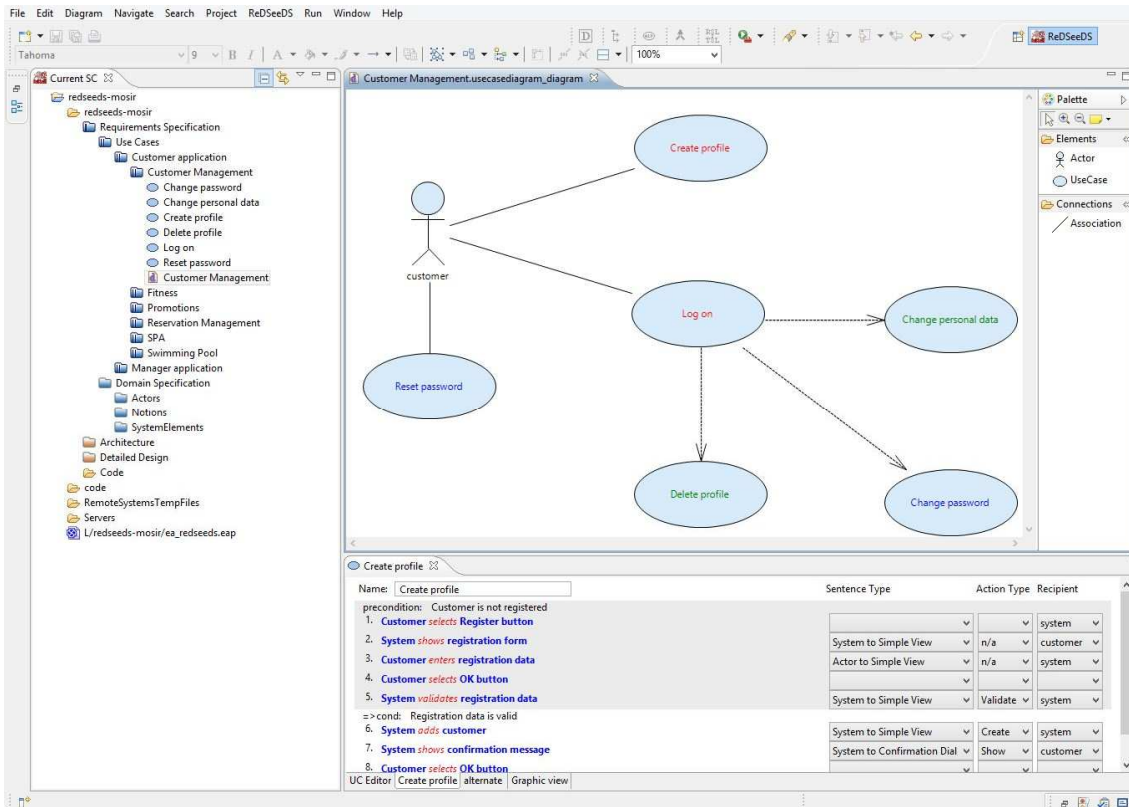 File Edit Diagram Navigate Search Project ReDSeeDS Run Window Help
ReDSeeDS
Tahoma 9 B I A 100%
Current SC
redseeds-mosir
redseeds-mosir
Requirements Specification
Use Cases
Customer application
Customer Management
Change password
Change personal data
Create profile
Delete profile
Log on
Reset password
Customer Management
Fitness
Promotions
Reservation Management
SPA
Swimming Pool
Manager application
Domain Specification
Actors
Notions
SystemElements
Architecture
Detailed Design
Code
code
RemoteSystemsTempFiles
Servers
L/redseeds-mosir/ea_redseeds.eap
Customer Management.usecasediagram_diagram
Create profile
customer
Log on
Change personal data
Reset password
Delete profile
Change password
Palette
Elements
Actor
UseCase
Connections
Association
Create profile
Name: Create profile Sentence Type Action Type Recipient
precondition: Customer is not registered
1. Customer selects Register button system
2. System shows registration form System to Simple View n/a customer
3. Customer enters registration data Actor to Simple View n/a system
4. Customer selects OK button
5. System validates registration data System to Simple View Validate system
=>cond: Registration data is valid
6. System adds customer System to Simple View Create system
7. System shows confirmation message System to Confirmation Dial Show customer
8. Customer selects OK button
UC Editor Create profile alternate Graphic view